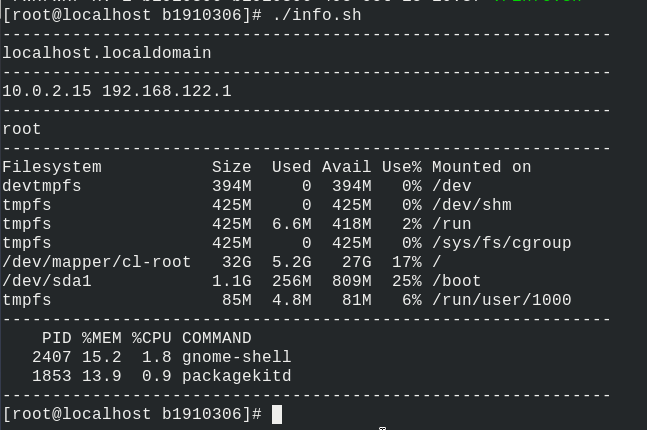 [root@localhost b1910306]# ./info.sh
-------------------------------------------------------------
localhost.localdomain
-------------------------------------------------------------
10.0.2.15 192.168.122.1
-------------------------------------------------------------
root
-------------------------------------------------------------
Filesystem           Size  Used Avail Use% Mounted on
devtmpfs             394M     0  394M   0% /dev
tmpfs                425M     0  425M   0% /dev/shm
tmpfs                425M  6.6M  418M   2% /run
tmpfs                425M     0  425M   0% /sys/fs/cgroup
/dev/mapper/cl-root   32G  5.2G   27G  17% /
/dev/sda1            1.1G  256M  809M  25% /boot
tmpfs                 85M  4.8M   81M   6% /run/user/1000
-------------------------------------------------------------
    PID %MEM %CPU COMMAND
   2407 15.2  1.8 gnome-shell
   1853 13.9  0.9 packagekitd
-------------------------------------------------------------
[root@localhost b1910306]#